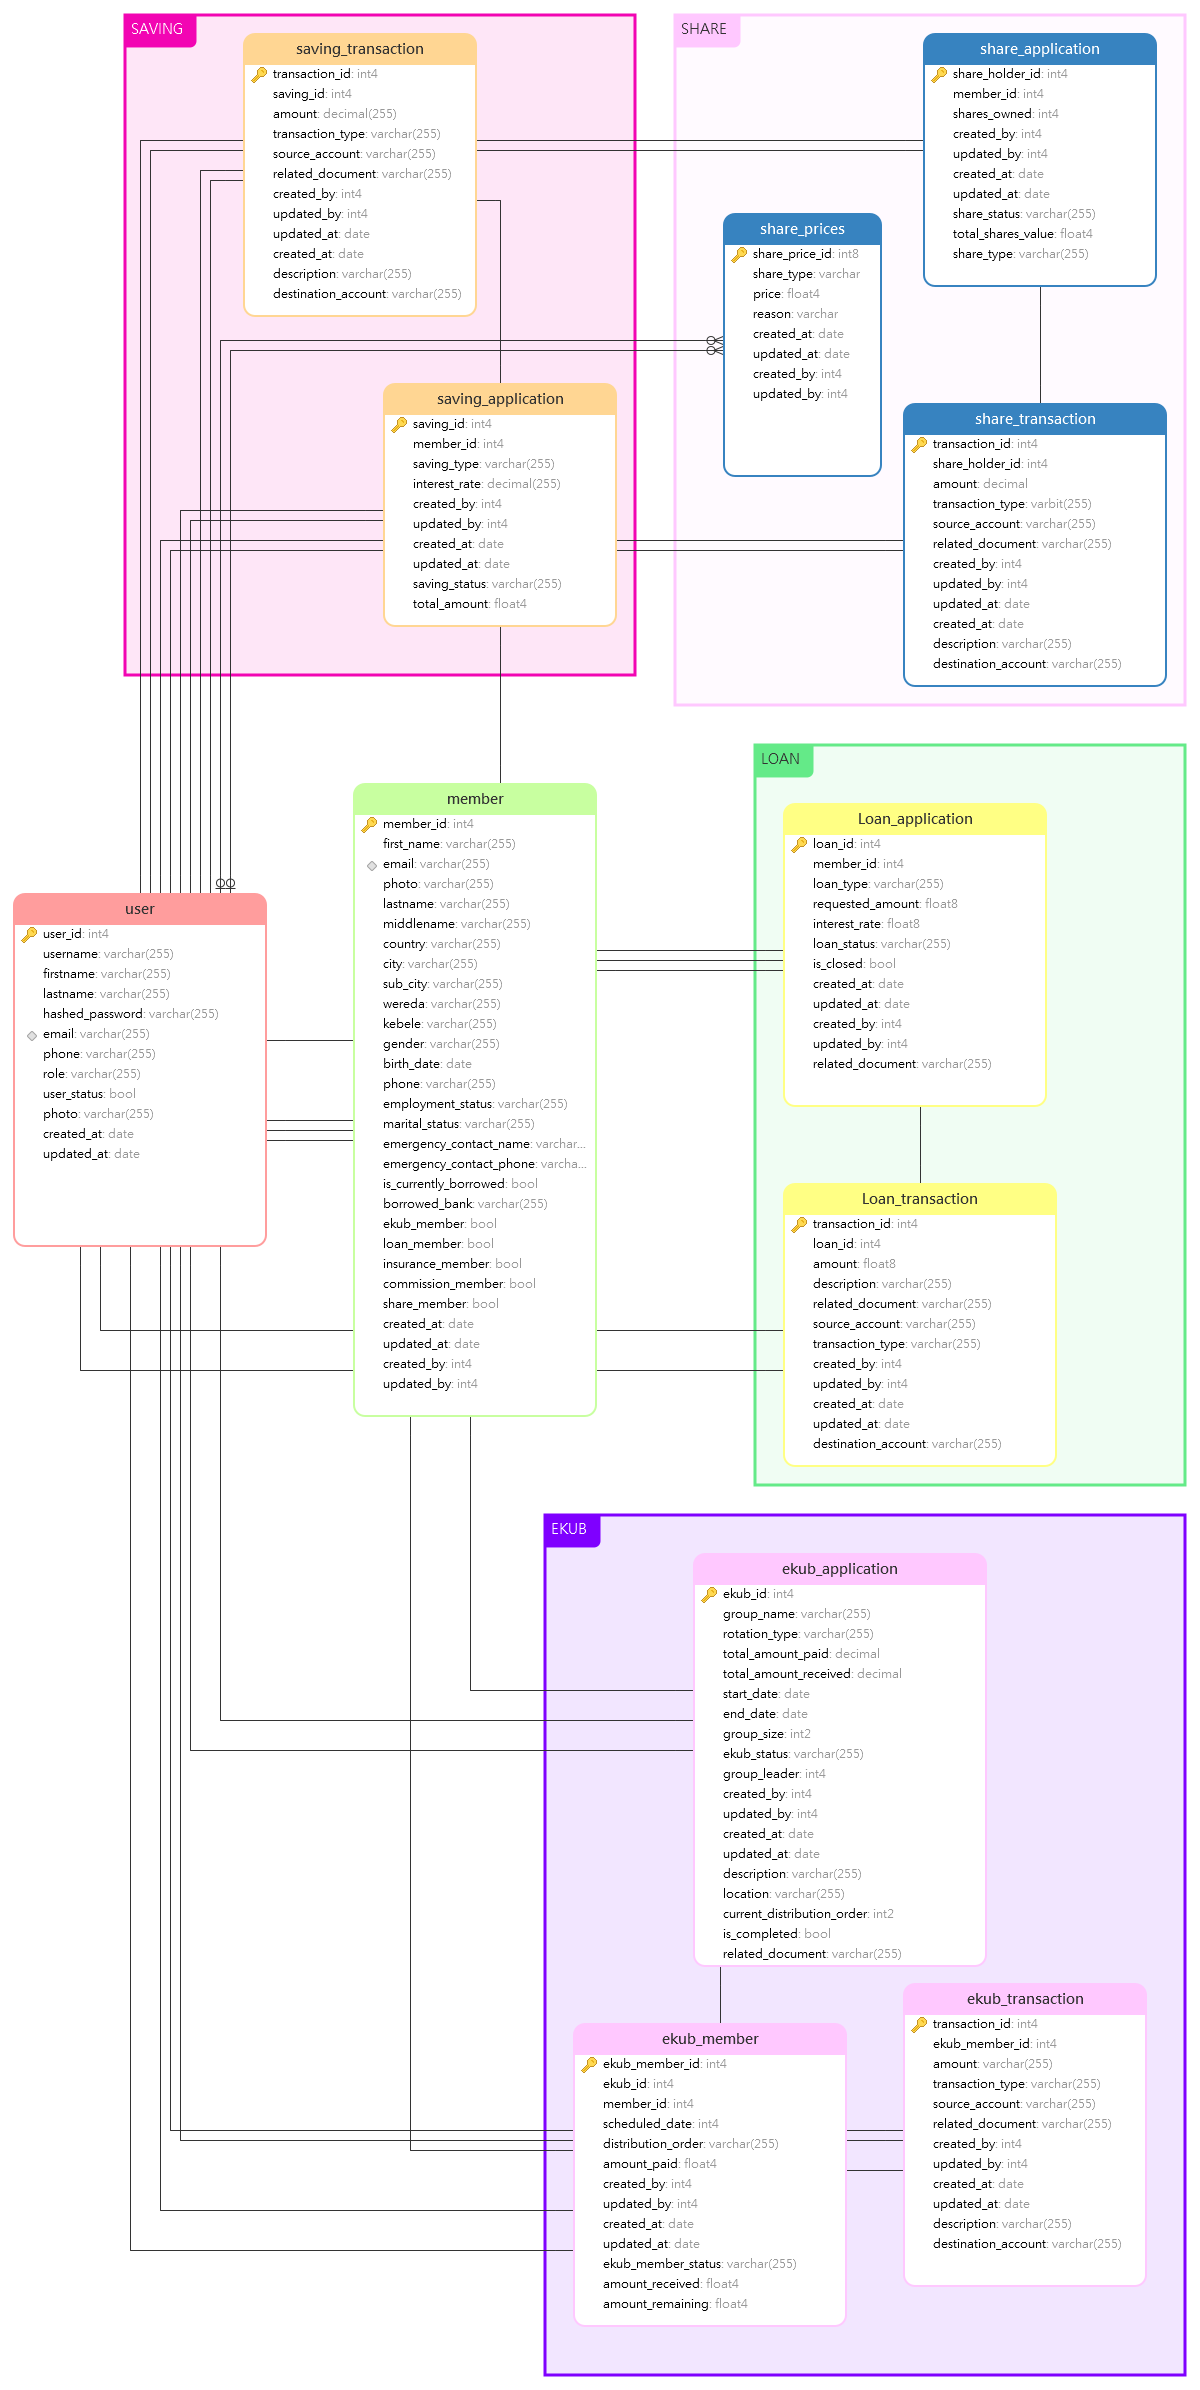 SAVING
saving_transaction
transaction_id: int4
saving_id: int4
amount: decimal(255)
transaction_type: varchar(255)
source_account: varchar(255)
related_document: varchar(255)
created_by: int4
updated_by: int4
updated_at: date
created_at: date
description: varchar(255)
destination_account: varchar(255)
saving_application
saving_id: int4
member_id: int4
saving_type: varchar(255)
interest_rate: decimal(255)
created_by: int4
updated_by: int4
created_at: date
updated_at: date
saving_status: varchar(255)
total_amount: float4
SHARE
share_application
share_holder_id: int4
member_id: int4
shares_owned: int4
created_by: int4
updated_by: int4
created_at: date
updated_at: date
share_status: varchar(255)
total_shares_value: float4
share_type: varchar(255)
share_prices
share_price_id: int8
share_type: varchar
price: float4
reason: varchar
created_at: date
updated_at: date
created_by: int4
updated_by: int4
share_transaction
transaction_id: int4
share_holder_id: int4
amount: decimal
transaction_type: varbit(255)
source_account: varchar(255)
related_document: varchar(255)
created_by: int4
updated_by: int4
updated_at: date
created_at: date
description: varchar(255)
destination_account: varchar(255)
user
user_id: int4
username: varchar(255)
firstname: varchar(255)
lastname: varchar(255)
hashed_password: varchar(255)
email: varchar(255)
phone: varchar(255)
role: varchar(255)
user_status: bool
photo: varchar(255)
created_at: date
updated_at: date
member
member_id: int4
first_name: varchar(255)
email: varchar(255)
photo: varchar(255)
lastname: varchar(255)
middlename: varchar(255)
country: varchar(255)
city: varchar(255)
sub_city: varchar(255)
wereda: varchar(255)
kebele: varchar(255)
gender: varchar(255)
birth_date: date
phone: varchar(255)
employment_status: varchar(255)
marital_status: varchar(255)
emergency_contact_name: varchar...
emergency_contact_phone: varcha...
is_currently_borrowed: bool
borrowed_bank: varchar(255)
ekub_member: bool
loan_member: bool
insurance_member: bool
commission_member: bool
share_member: bool
created_at: date
updated_at: date
created_by: int4
updated_by: int4
LOAN
Loan_application
loan_id: int4
member_id: int4
loan_type: varchar(255)
requested_amount: float8
interest_rate: float8
loan_status: varchar(255)
is_closed: bool
created_at: date
updated_at: date
created_by: int4
updated_by: int4
related_document: varchar(255)
Loan_transaction
transaction_id: int4
loan_id: int4
amount: float8
description: varchar(255)
related_document: varchar(255)
source_account: varchar(255)
transaction_type: varchar(255)
created_by: int4
updated_by: int4
created_at: date
updated_at: date
destination_account: varchar(255)
EKUB
ekub_application
ekub_id: int4
group_name: varchar(255)
rotation_type: varchar(255)
total_amount_paid: decimal
total_amount_received: decimal
start_date: date
end_date: date
group_size: int2
ekub_status: varchar(255)
group_leader: int4
created_by: int4
updated_by: int4
created_at: date
updated_at: date
description: varchar(255)
location: varchar(255)
current_distribution_order: int2
is_completed: bool
related_document: varchar(255)
ekub_member
ekub_member_id: int4
ekub_id: int4
member_id: int4
scheduled_date: int4
distribution_order: varchar(255)
amount_paid: float4
created_by: int4
updated_by: int4
created_at: date
updated_at: date
ekub_member_status: varchar(255)
amount_received: float4
amount_remaining: float4
ekub_transaction
transaction_id: int4
ekub_member_id: int4
amount: varchar(255)
transaction_type: varchar(255)
source_account: varchar(255)
related_document: varchar(255)
created_by: int4
updated_by: int4
created_at: date
updated_at: date
description: varchar(255)
destination_account: varchar(255)